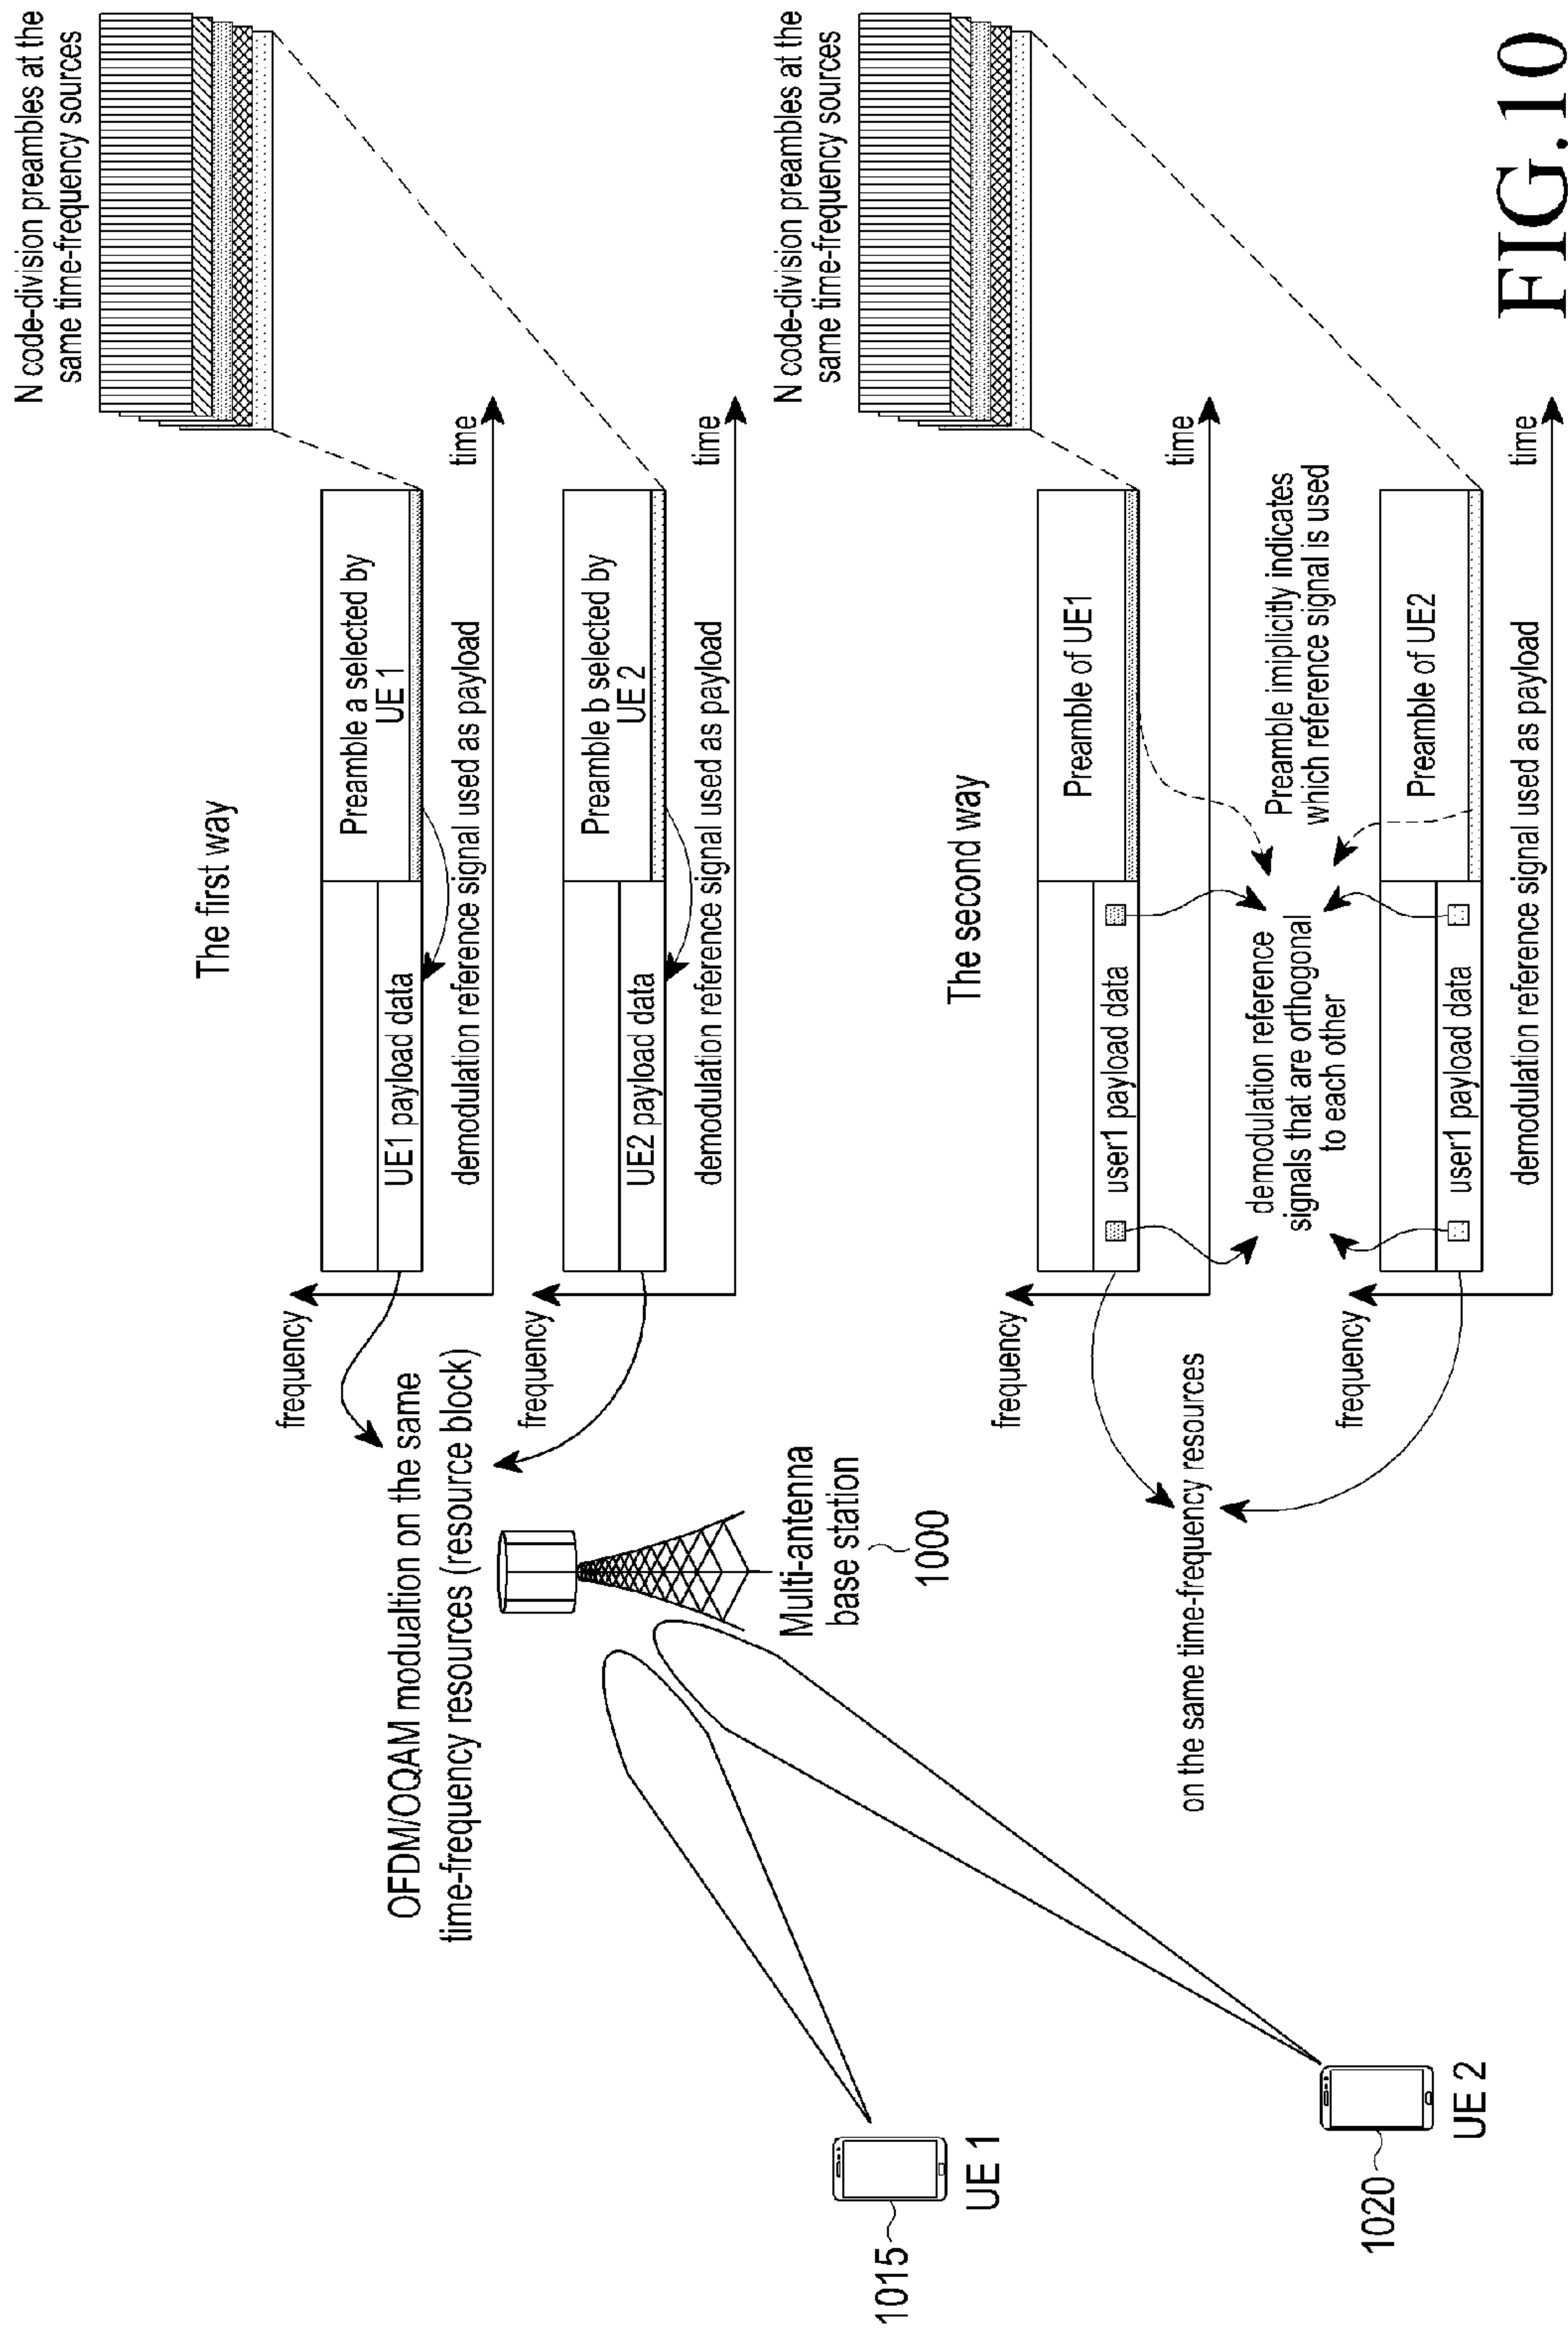 The first way
N code-division preambles at the
same time-frequency sources
frequency
Preamble a selected by
UE 1
UE1 payload data
time
demodulation reference signal used as payload
OFDM/OQAM modualtion on the same
time-frequency resources (resource block)
frequency
Preamble b selected by
UE 2
UE2 payload data
time
demodulation reference signal used as payload
Multi-antenna
base station
1000
1015
UE 1
1020
UE 2
The second way
N code-division preambles at the
same time-frequency sources
frequency
Preamble of UE1
user1 payload data
time
on the same time-frequency resources
demodulation reference
signals that are orthogonal
to each other
Preamble imiplicitly indicates
which reference signal is used
frequency
Preamble of UE2
user1 payload data
time
demodulation reference signal used as payload
FIG.10